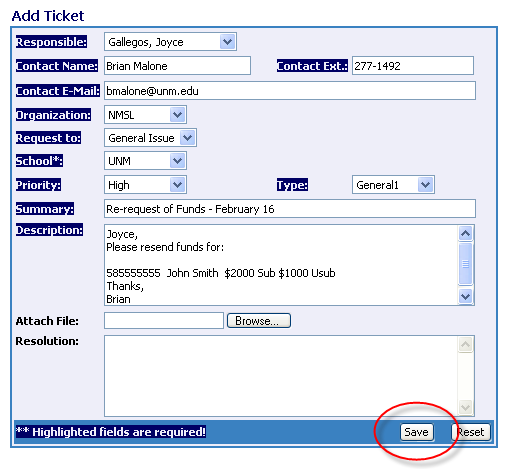 Add Ticket
Responsible: Gallegos, Joyce
Contact Name: Brian Malone Contact Ext.: 277-1492
Contact E-Mail: bmalone@unm.edu
Organization: NMSL
Request to: General Issue
School*: UNM
Priority: High Type: General1
Summary: Re-request of Funds - February 16
Description: Joyce,
Please resend funds for:
585555555 John Smith $2000 Sub $1000 Usub
Thanks,
Brian
Attach File: Browse...
Resolution:
** Highlighted fields are required! Save Reset